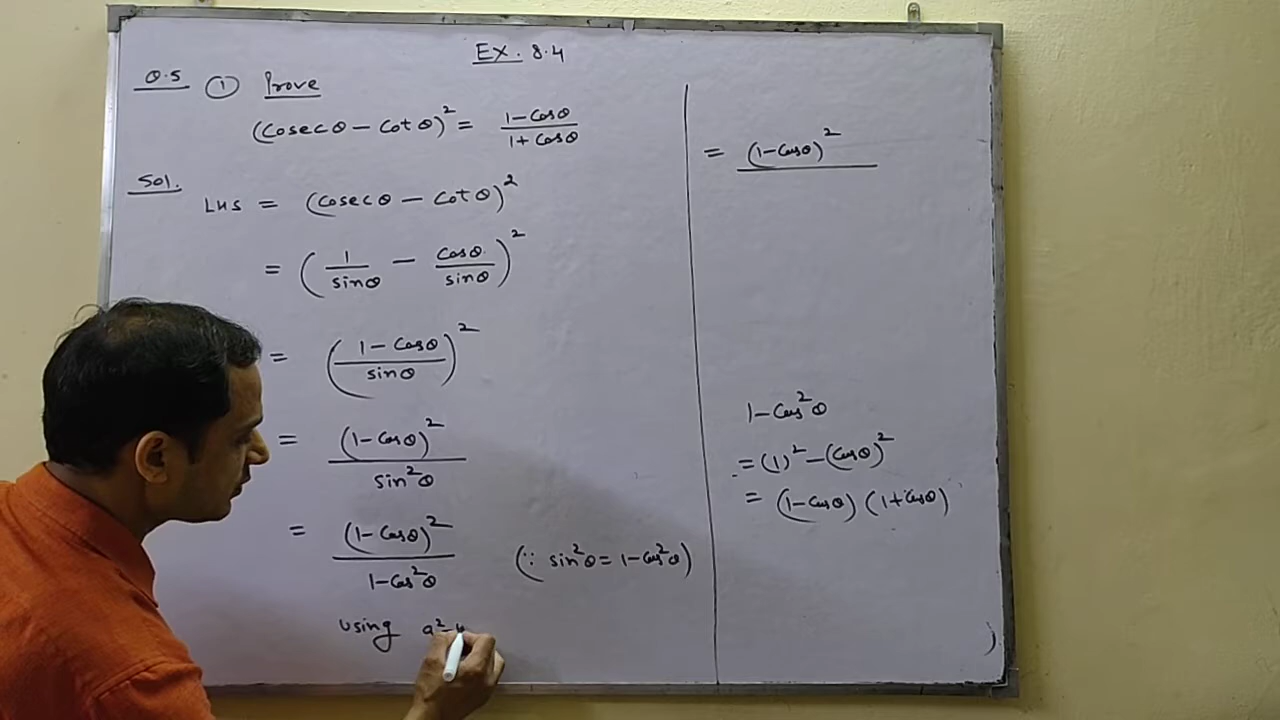 EX. 8.4
Q.5 ① Prove
(Cosecθ - Cotθ)² = (1-Cosθ)/(1+Cosθ)
Sol. LHS = (Cosecθ - Cotθ)²
= (1/sinθ - Cosθ/sinθ)²
= ((1-Cosθ)/sinθ)²
= (1-Cosθ)²/sin²θ
= (1-Cosθ)²/(1-Cos²θ) (∵ sin²θ = 1-Cos²θ)
using a²-
= (1-Cosθ)²
1-Cos²θ
= (1)² - (Cosθ)²
= (1-Cosθ) (1+Cosθ)
)